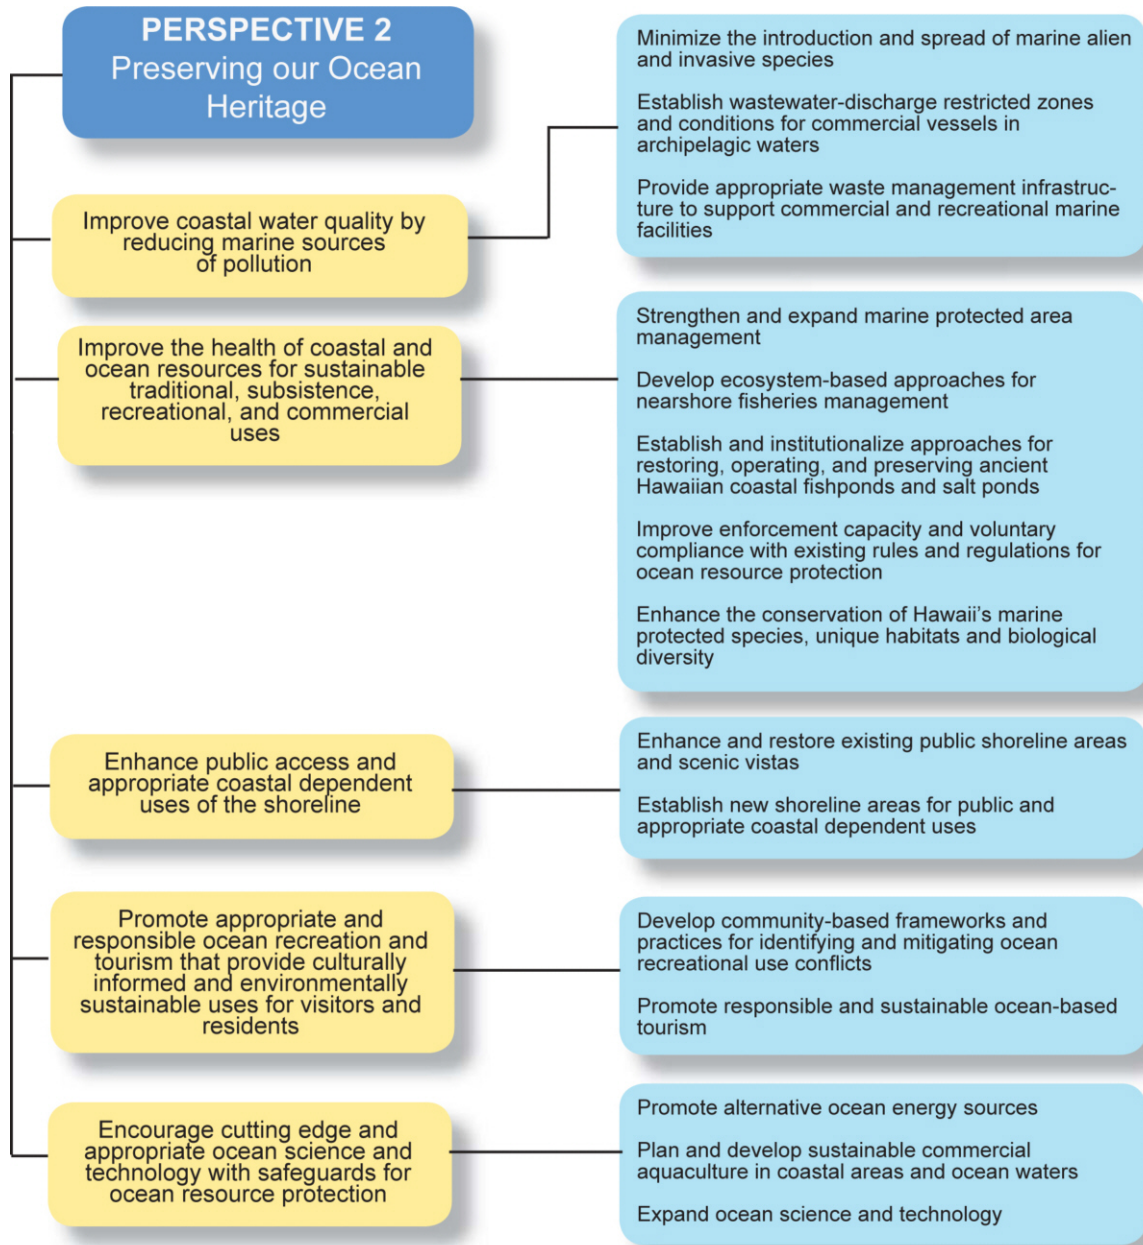 PERSPECTIVE 2
Preserving our Ocean
Heritage
Improve coastal water quality by
reducing marine sources
of pollution
Minimize the introduction and spread of marine alien
and invasive species
Establish wastewater-discharge restricted zones
and conditions for commercial vessels in
archipelagic waters
Provide appropriate waste management infrastruc-
ture to support commercial and recreational marine
facilities
Improve the health of coastal and
ocean resources for sustainable
traditional, subsistence,
recreational, and commercial
uses
Strengthen and expand marine protected area
management
Develop ecosystem-based approaches for
nearshore fisheries management
Establish and institutionalize approaches for
restoring, operating, and preserving ancient
Hawaiian coastal fishponds and salt ponds
Improve enforcement capacity and voluntary
compliance with existing rules and regulations for
ocean resource protection
Enhance the conservation of Hawaii's marine
protected species, unique habitats and biological
diversity
Enhance public access and
appropriate coastal dependent
uses of the shoreline
Enhance and restore existing public shoreline areas
and scenic vistas
Establish new shoreline areas for public and
appropriate coastal dependent uses
Promote appropriate and
responsible ocean recreation and
tourism that provide culturally
informed and environmentally
sustainable uses for visitors and
residents
Develop community-based frameworks and
practices for identifying and mitigating ocean
recreational use conflicts
Promote responsible and sustainable ocean-based
tourism
Encourage cutting edge and
appropriate ocean science and
technology with safeguards for
ocean resource protection
Promote alternative ocean energy sources
Plan and develop sustainable commercial
aquaculture in coastal areas and ocean waters
Expand ocean science and technology